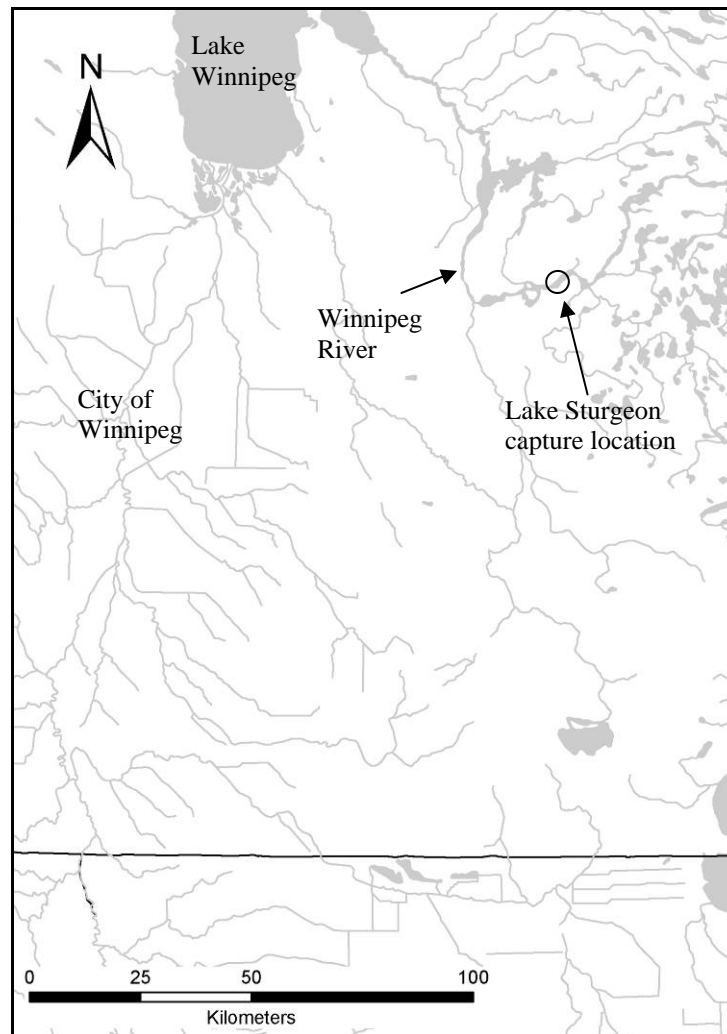 Lake
Winnipeg
N
Winnipeg
River
City of
Winnipeg
Lake Sturgeon
capture location
0 25 50 100
Kilometers